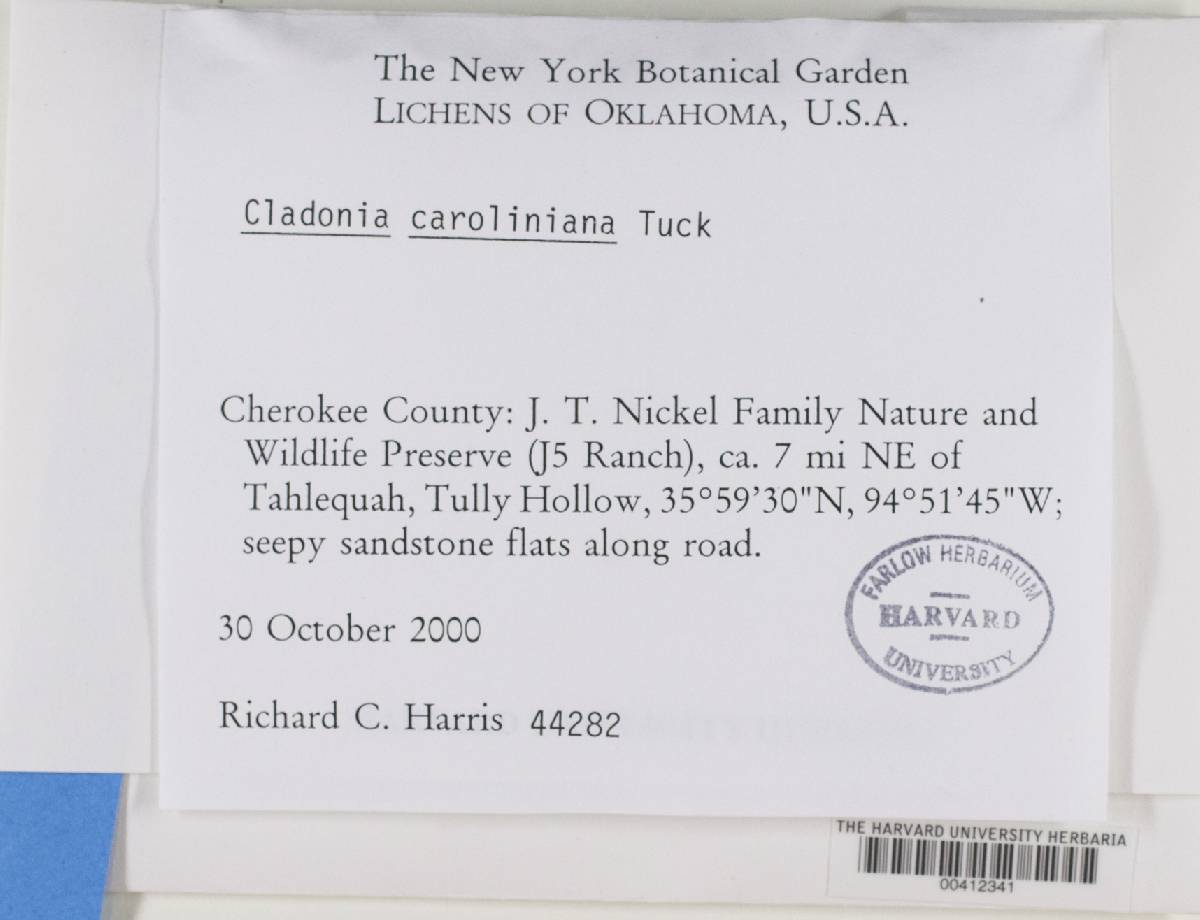 The New York Botanical Garden
LICHENS OF OKLAHOMA, U.S.A.
Cladonia caroliniana Tuck
Cherokee County: J. T. Nickel Family Nature and
Wildlife Preserve (J5 Ranch), ca. 7 mi NE of
Tahlequah, Tully Hollow, 35°59'30"N, 94°51'45"W;
seepy sandstone flats along road.
30 October 2000
Richard C. Harris 44282
FARLOW HERBARIUM
HARVARD
UNIVERSITY
THE HARVARD UNIVERSITY HERBARIA
00412341